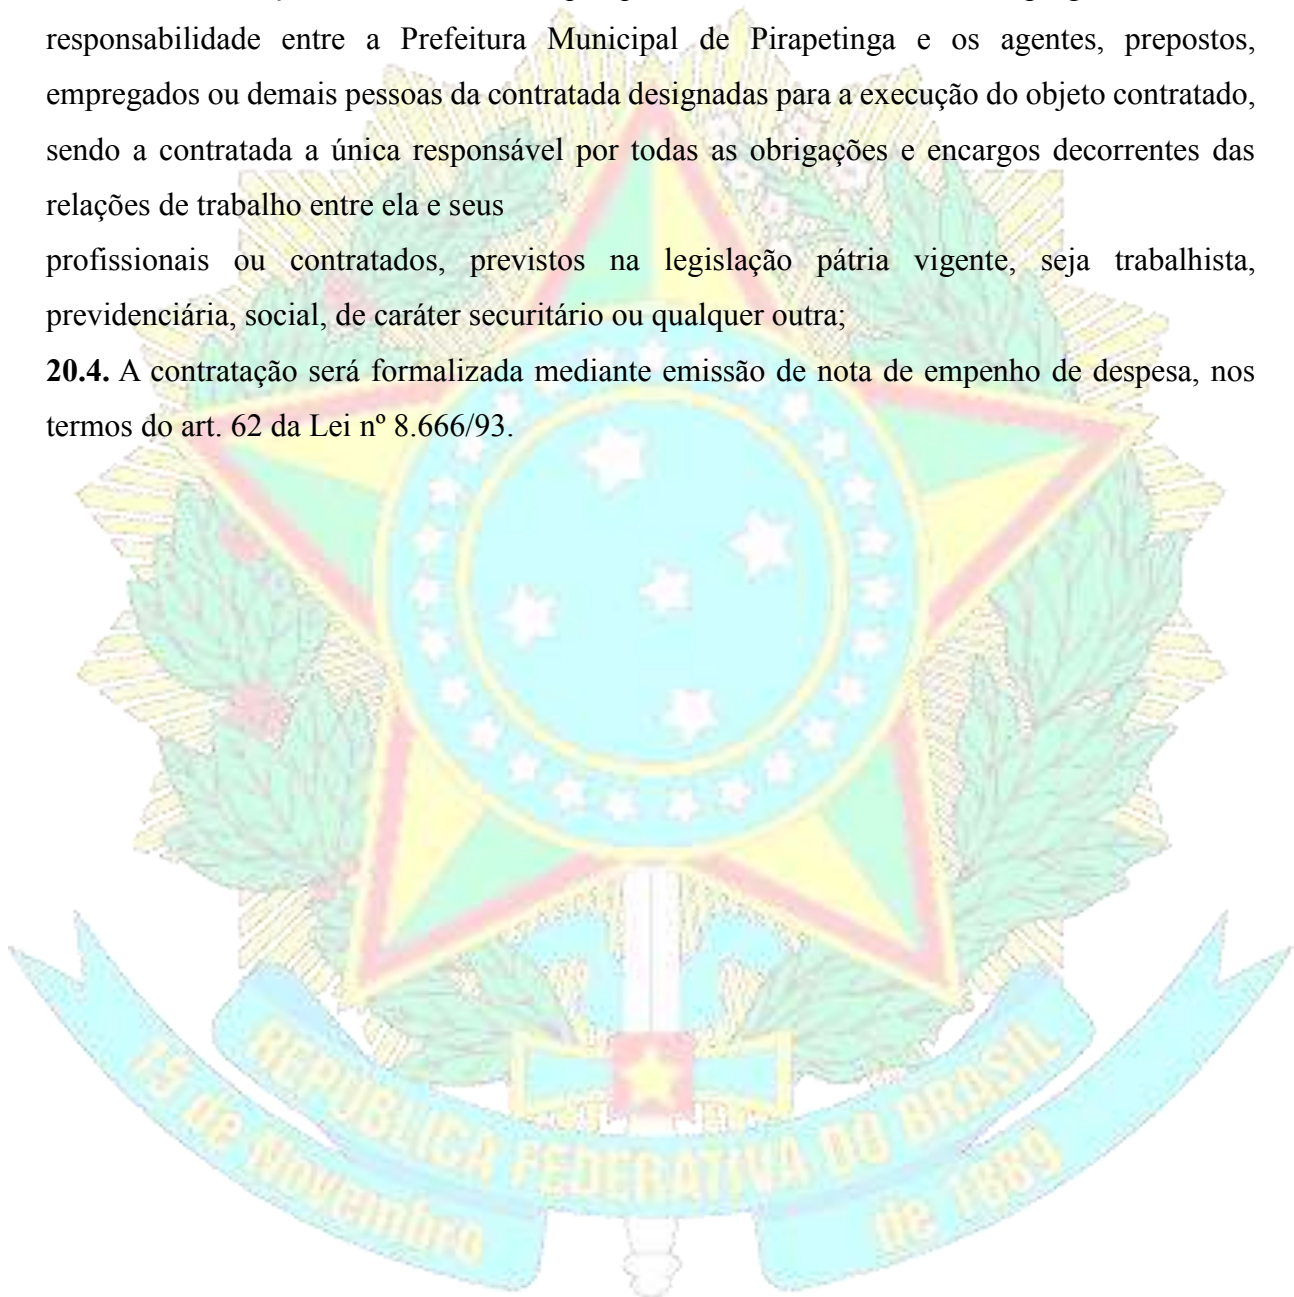 responsabilidade entre a Prefeitura Municipal de Pirapetinga e os agentes, prepostos,
empregados ou demais pessoas da contratada designadas para a execução do objeto contratado,
sendo a contratada a única responsável por todas as obrigações e encargos decorrentes das
relações de trabalho entre ela e seus
profissionais ou contratados, previstos na legislação pátria vigente, seja trabalhista,
previdenciária, social, de caráter securitário ou qualquer outra;
20.4. A contratação será formalizada mediante emissão de nota de empenho de despesa, nos
termos do art. 62 da Lei nº 8.666/93.
REPÚBLICA FEDERATIVA DO BRASIL
15 de Novembro de 1889